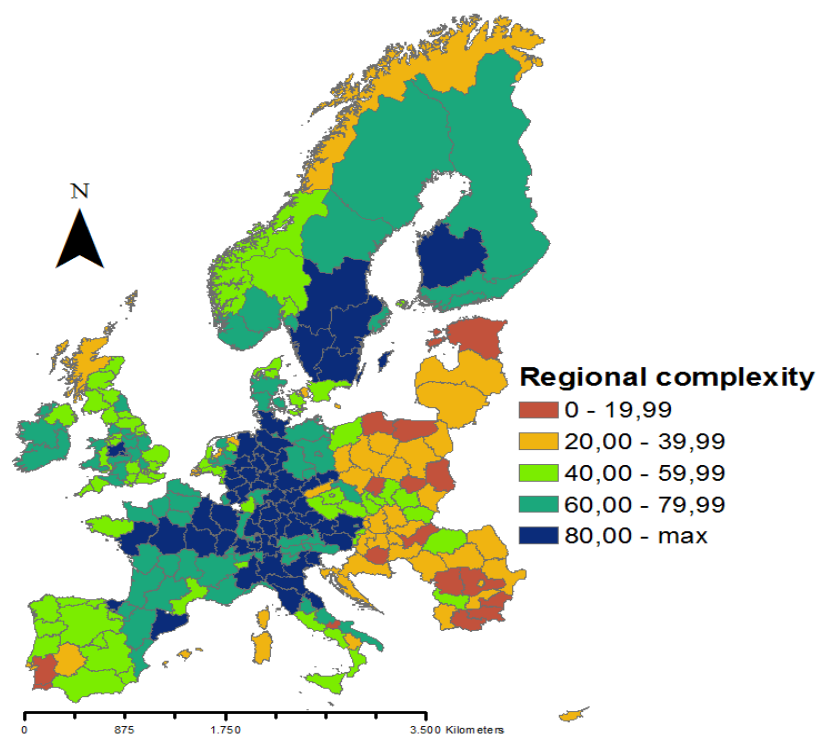 N
Regional complexity
0 - 19,99
20,00 - 39,99
40,00 - 59,99
60,00 - 79,99
80,00 - max
0 875 1.750 3.500 Kilometers